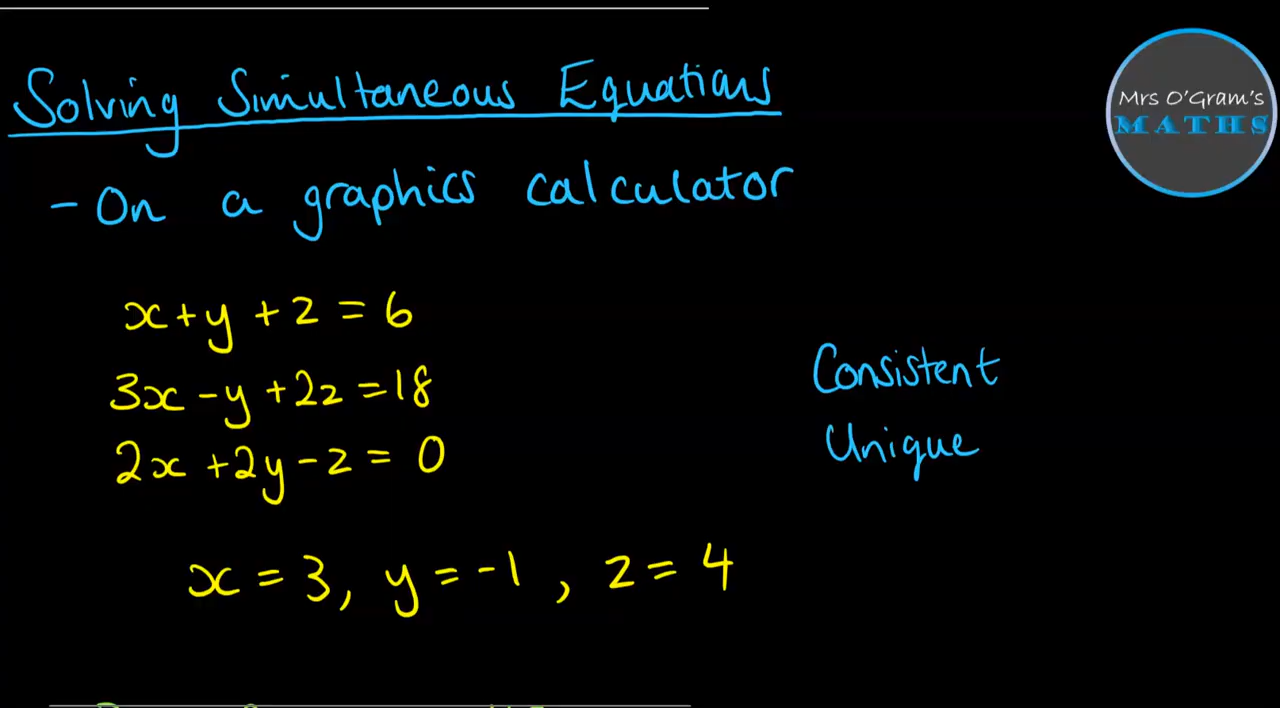 Solving Simultaneous Equations
- On a graphics calculator
Mrs O'Gram's
MATHS
x + y + z = 6
3x - y + 2z = 18
2x + 2y - z = 0
Consistent
Unique
x = 3, y = -1, z = 4